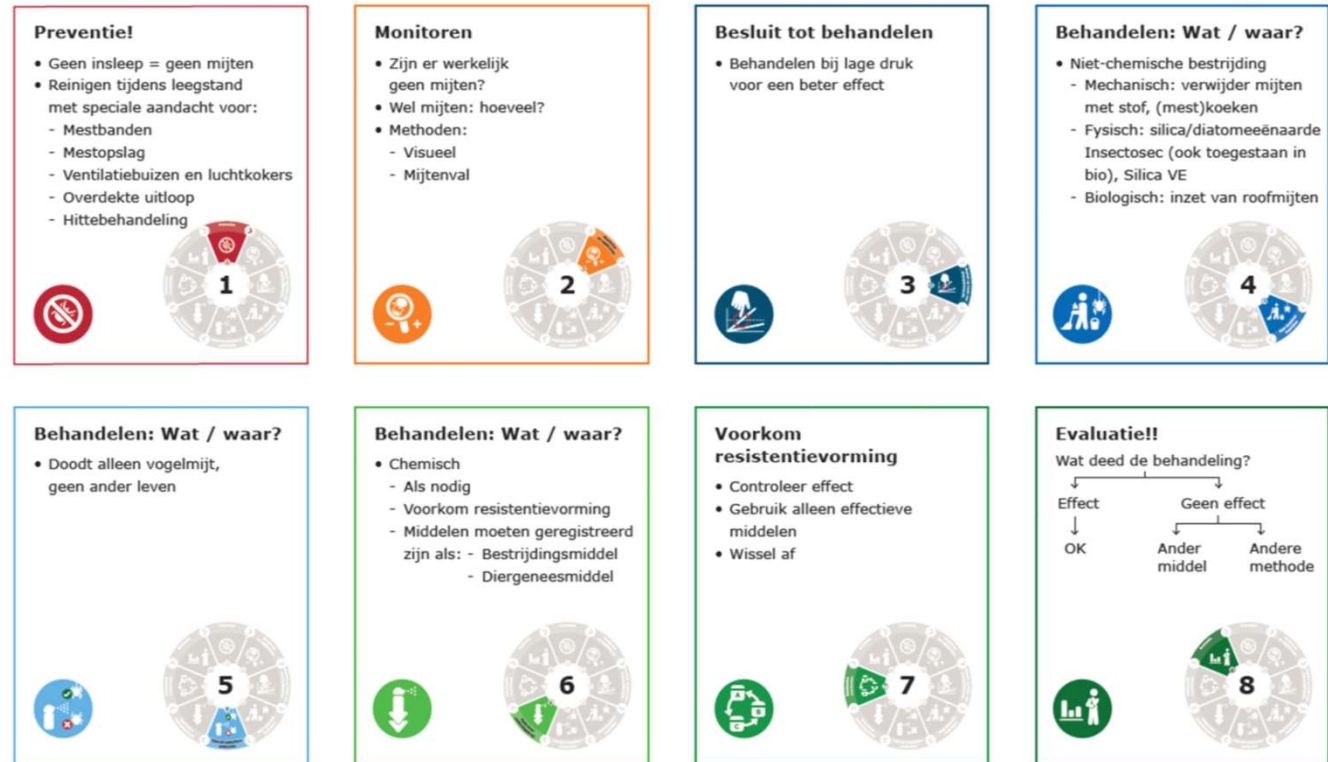 Preventie!
• Geen insleep = geen mijten
• Reinigen tijdens leegstand
met speciale aandacht voor:
- Mestbanden
- Mestopslag
- Ventilatiebuizen en luchtkokers
- Overdekte uitloop
- Hittebehandeling
1
Monitoren
• Zijn er werkelijk
geen mijten?
• Wel mijten: hoeveel?
• Methoden:
- Visueel
- Mijtenval
2
Besluit tot behandelen
• Behandelen bij lage druk
voor een beter effect
3
Behandelen: Wat / waar?
• Niet-chemische bestrijding
- Mechanisch: verwijder mijten
met stof, (mest)koeken
- Fysisch: silica/diatomeeënaarde
Insectosec (ook toegestaan in
bio), Silica VE
- Biologisch: inzet van roofmijten
4
Behandelen: Wat / waar?
• Doodt alleen vogelmijt,
geen ander leven
5
Behandelen: Wat / waar?
• Chemisch
- Als nodig
- Voorkom resistentievorming
- Middelen moeten geregistreerd
zijn als: - Bestrijdingsmiddel
- Diergeneesmiddel
6
Voorkom
resistentievorming
• Controleer effect
• Gebruik alleen effectieve
middelen
• Wissel af
A
B
C
7
Evaluatie!!
Wat deed de behandeling?
Effect Geen effect
OK Ander Andere
middel methode
8